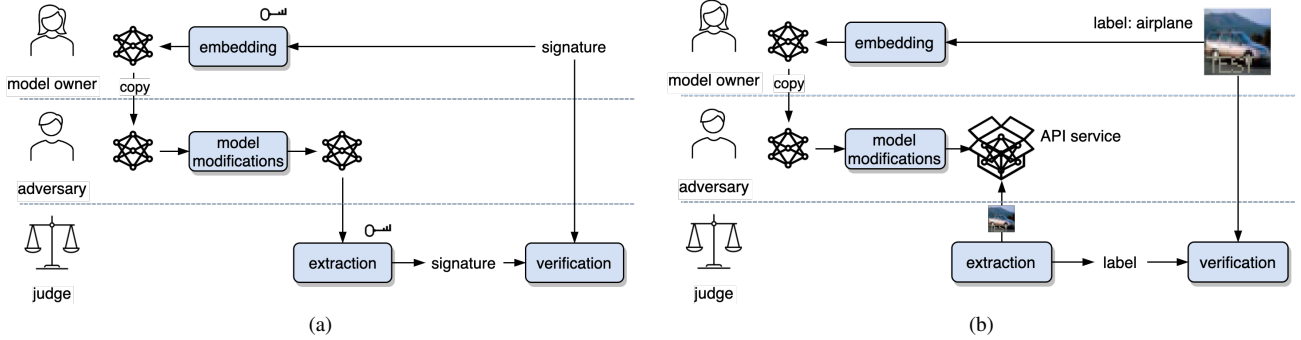 embedding
signature
model owner
copy
model
modifications
adversary
extraction
signature
verification
judge
(a)
label: airplane
TEST
embedding
model owner
copy
model
modifications
API service
adversary
extraction
label
verification
judge
(b)